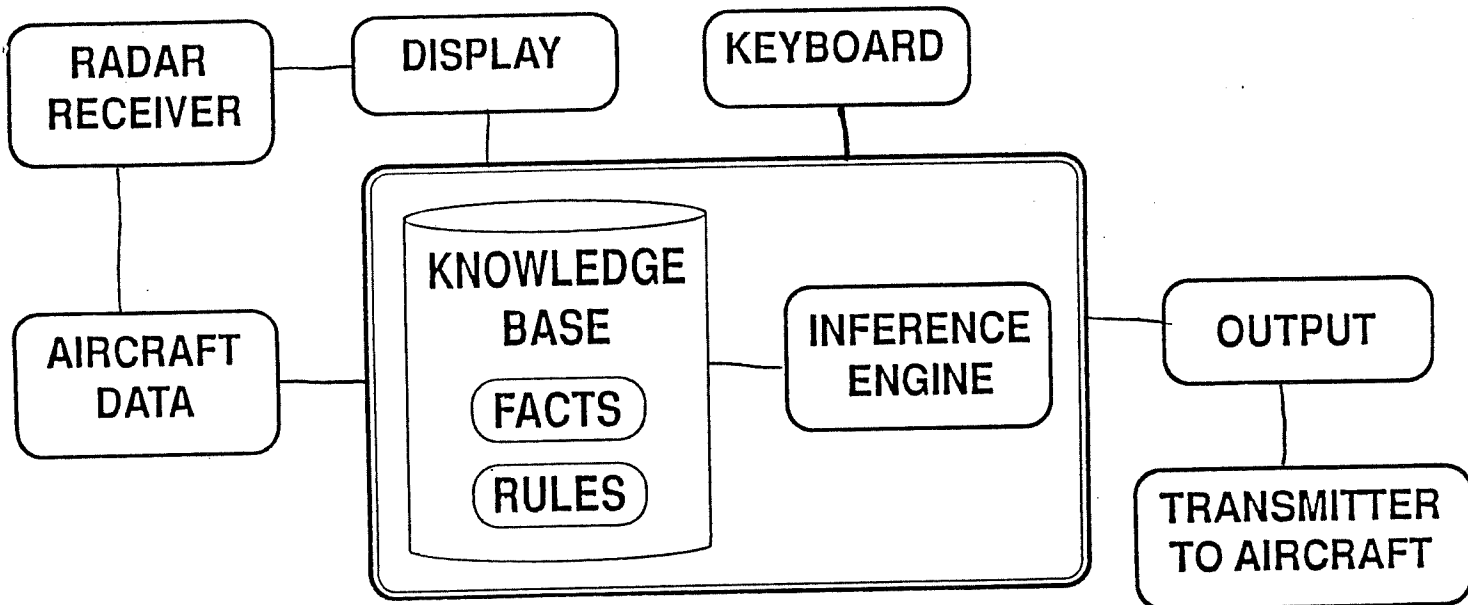 RADAR
RECEIVER
DISPLAY
KEYBOARD
KNOWLEDGE
BASE
FACTS
RULES
INFERENCE
ENGINE
AIRCRAFT
DATA
OUTPUT
TRANSMITTER
TO AIRCRAFT